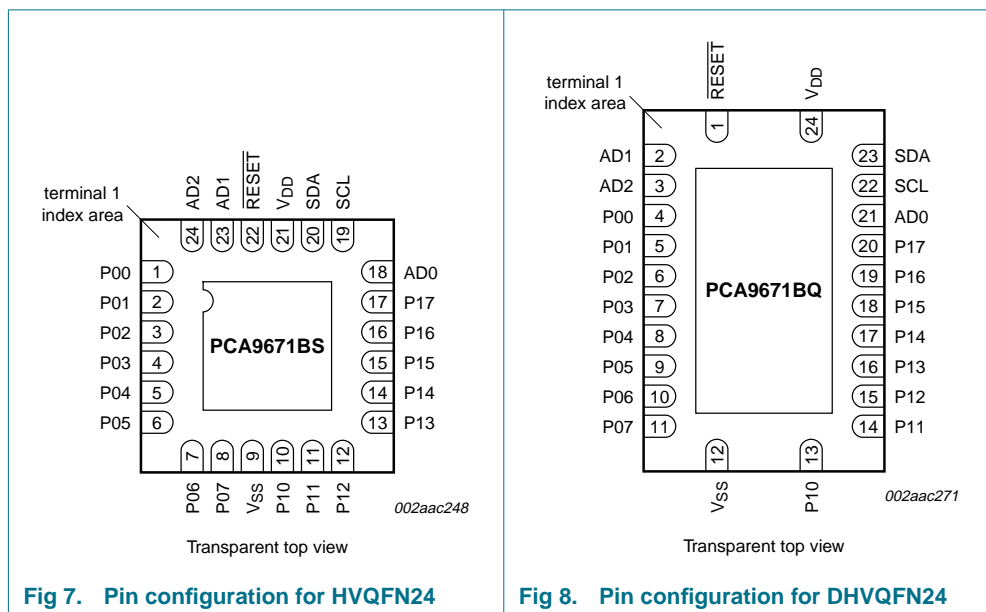 terminal 1
index area
AD2
AD1
RESET
VDD
SDA
SCL
24
23
22
21
20
19
P00 1
P01 2
P02 3
P03 4
P04 5
P05 6
PCA9671BS
18 AD0
17 P17
16 P16
15 P15
14 P14
13 P13
7
8
9
10
11
12
P06
P07
VSS
P10
P11
P12
002aac248
Transparent top view
Fig 7. Pin configuration for HVQFN24
terminal 1
index area
RESET
VDD
1
24
AD1 2
AD2 3
P00 4
P01 5
P02 6
P03 7
P04 8
P05 9
P06 10
P07 11
PCA9671BQ
23 SDA
22 SCL
21 AD0
20 P17
19 P16
18 P15
17 P14
16 P13
15 P12
14 P11
12
13
VSS
P10
002aac271
Transparent top view
Fig 8. Pin configuration for DHVQFN24